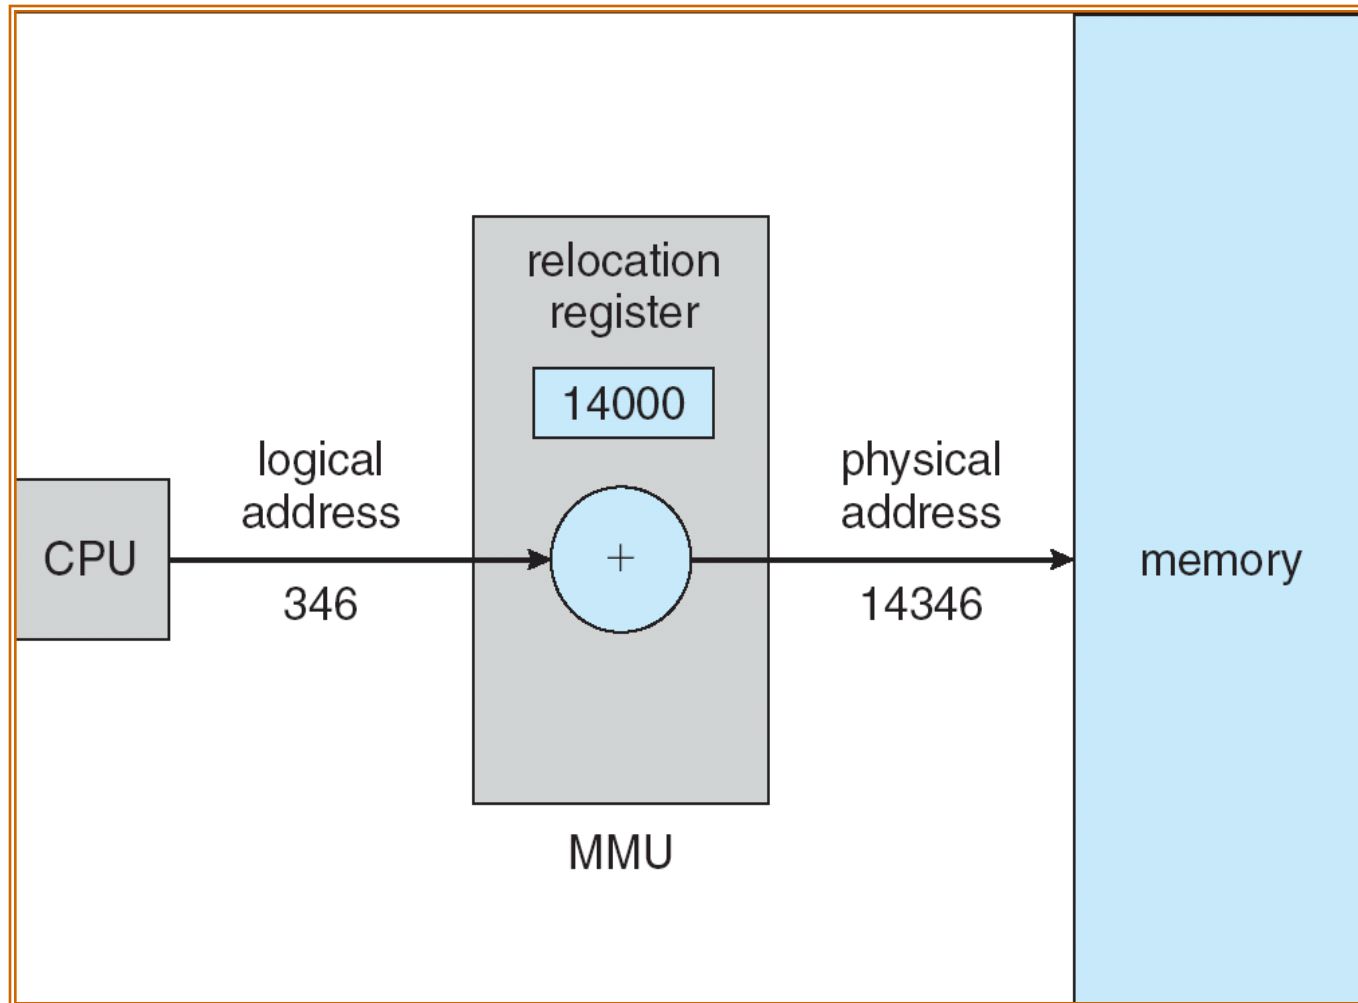 relocation
register
14000
logical
address
physical
address
CPU
+
memory
346
14346
MMU